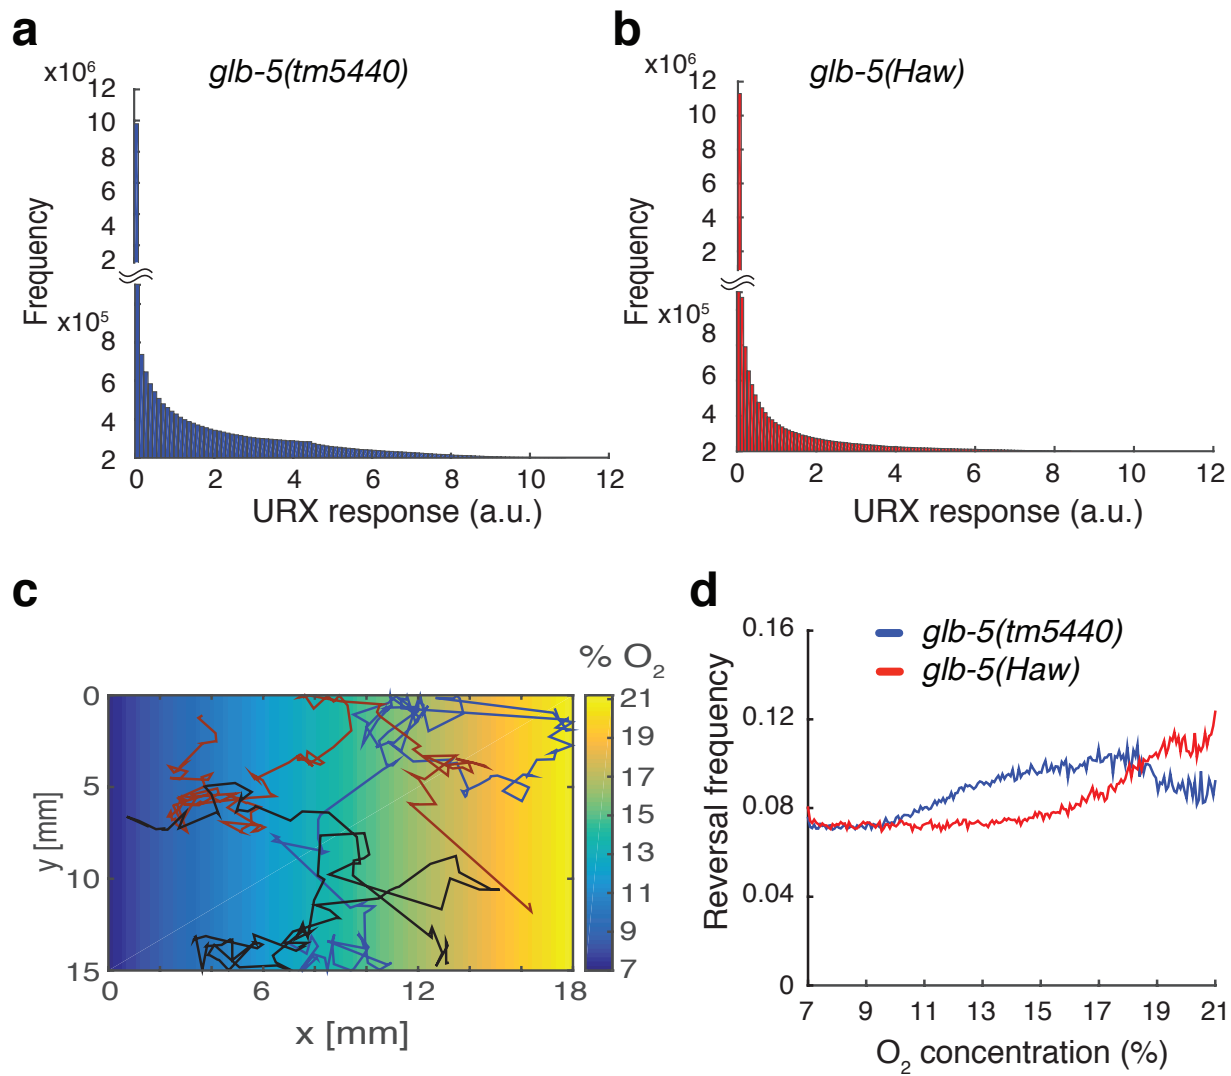 a
glb-5(tm5440)
x10⁶
12
10
8
6
4
2
x10⁵
8
6
4
2
Frequency
0 2 4 6 8 10 12
URX response (a.u.)
b
glb-5(Haw)
x10⁶
12
10
8
6
4
2
x10⁵
8
6
4
2
Frequency
0 2 4 6 8 10 12
URX response (a.u.)
c
% O₂
0
5
10
15
y [mm]
0 6 12 18
x [mm]
21
19
17
15
13
11
9
7
d
glb-5(tm5440)
glb-5(Haw)
0.16
0.12
0.08
0.04
0
Reversal frequency
7 9 11 13 15 17 19 21
O₂ concentration (%)